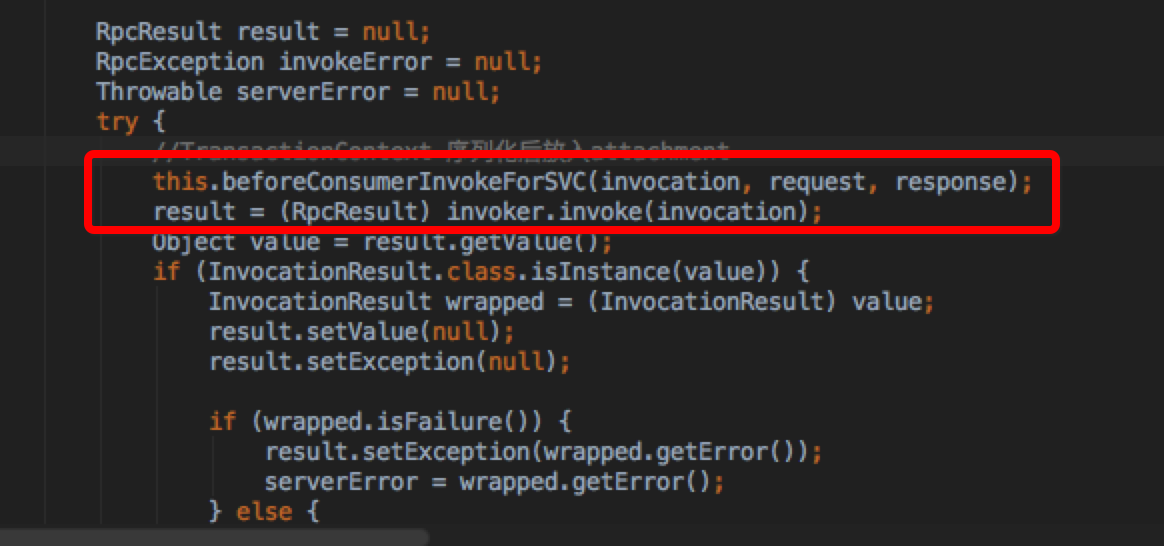 RpcResult result = null;
RpcException invokeError = null;
Throwable serverError = null;
try {
//TransactionContext 序列化后放入attachment
this.beforeConsumerInvokeForSVC(invocation, request, response);
result = (RpcResult) invoker.invoke(invocation);
Object value = result.getValue();
if (InvocationResult.class.isInstance(value)) {
InvocationResult wrapped = (InvocationResult) value;
result.setValue(null);
result.setException(null);
if (wrapped.isFailure()) {
result.setException(wrapped.getError());
serverError = wrapped.getError();
} else {